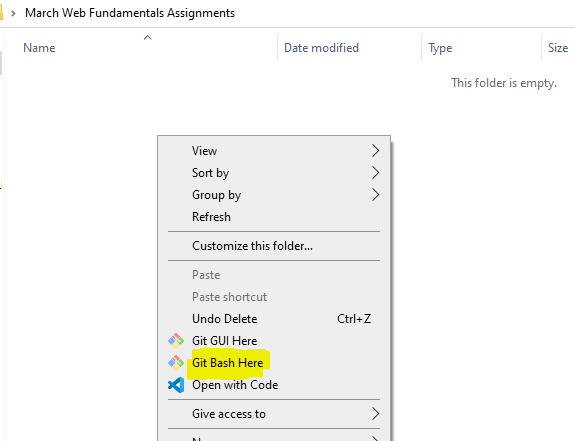 March Web Fundamentals Assignments
Name Date modified Type Size
This folder is empty.
View
Sort by
Group by
Refresh
Customize this folder...
Paste
Paste shortcut
Undo Delete Ctrl+Z
Git GUI Here
Git Bash Here
Open with Code
Give access to